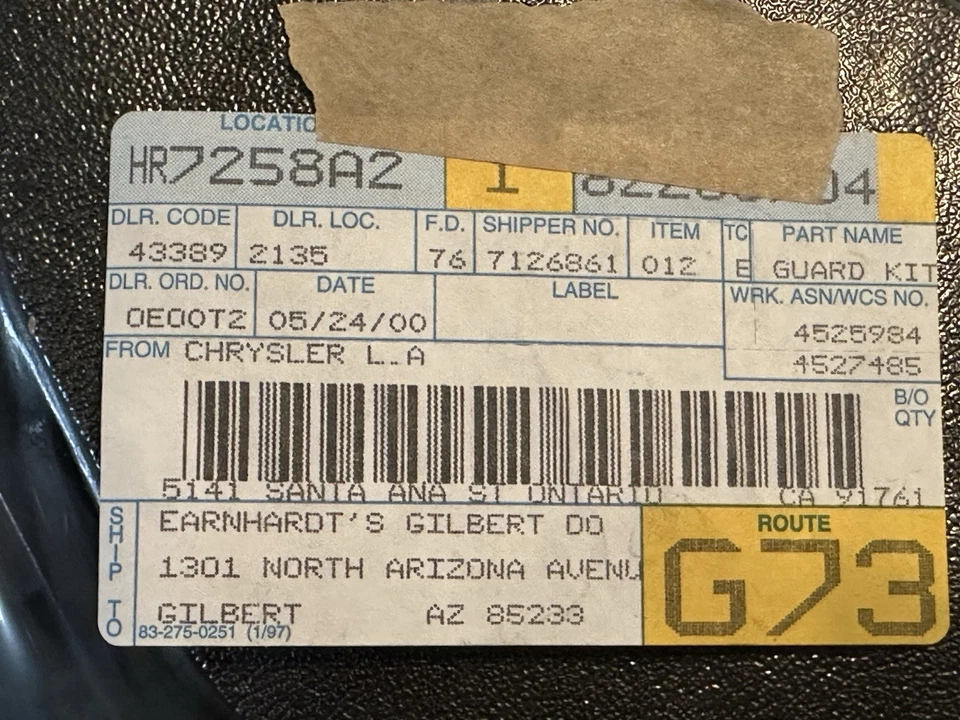 LOCATIO
HR7258A2 1
DLR. CODE DLR. LOC. F.D. SHIPPER NO. ITEM TC PART NAME
43389 2135 76 7126861 012 E GUARD KIT
DLR. ORD. NO. DATE LABEL WRK. ASN/WCS NO.
0E00T2 05/24/00 4525984
4527485
FROM CHRYSLER L.A
B/O
QTY
5141 SANTA ANA ST ONTARIO CA 91761
SHIP TO
EARNHARDT'S GILBERT DO
1301 NORTH ARIZONA AVENU
GILBERT AZ 85233
83-275-0251 (1/97)
ROUTE
G73